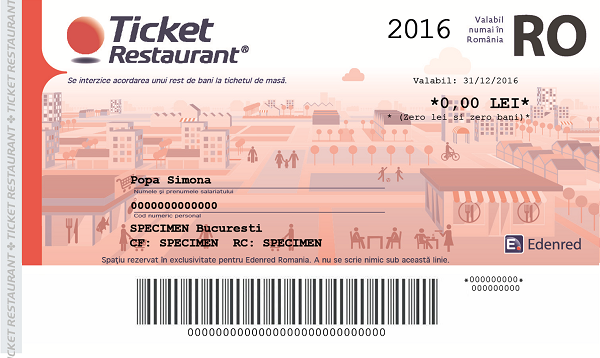 TICKET RESTAURANT ✢ TICKET RESTAURANT ✢ TICKET RESTAURANT
Ticket
Restaurant®
2016
Valabil
numai în
România
RO
Se interzice acordarea unui rest de bani la tichetul de masă.
Valabil: 31/12/2016
*0,00 LEI*
* (Zero lei si zero bani)*
Popa Simona
Numele şi prenumele salariatului
0000000000000
Cod numeric personal
SPECIMEN Bucuresti
CF: SPECIMEN RC: SPECIMEN
E Edenred
Spaţiu rezervat în exclusivitate pentru Edenred Romania. A nu se scrie nimic sub această linie.
*000000000*
000000000